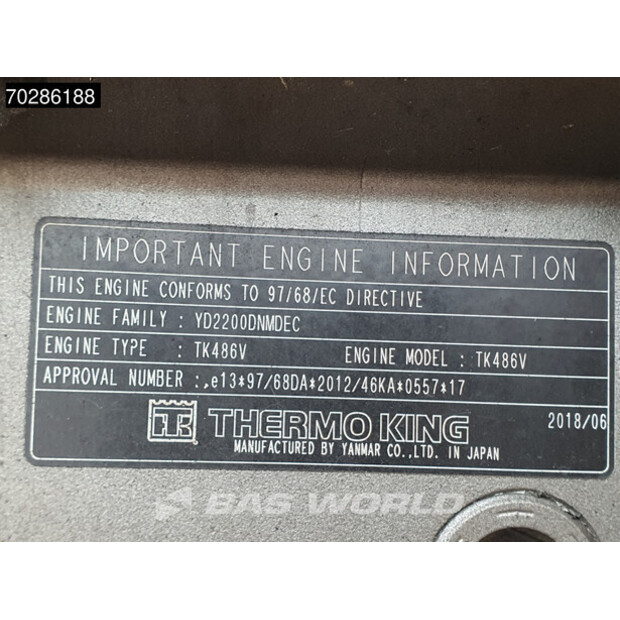 70286188
IMPORTANT ENGINE INFORMATION
THIS ENGINE CONFORMS TO 97/68/EC DIRECTIVE
ENGINE FAMILY : YD2200DNMDEC
ENGINE TYPE : TK486V ENGINE MODEL : TK486V
APPROVAL NUMBER : e13*97/68DA*2012/46KA*0557*17
TK THERMO KING 2018/06
MANUFACTURED BY YANMAR CO.,LTD. IN JAPAN
BAS WORLD